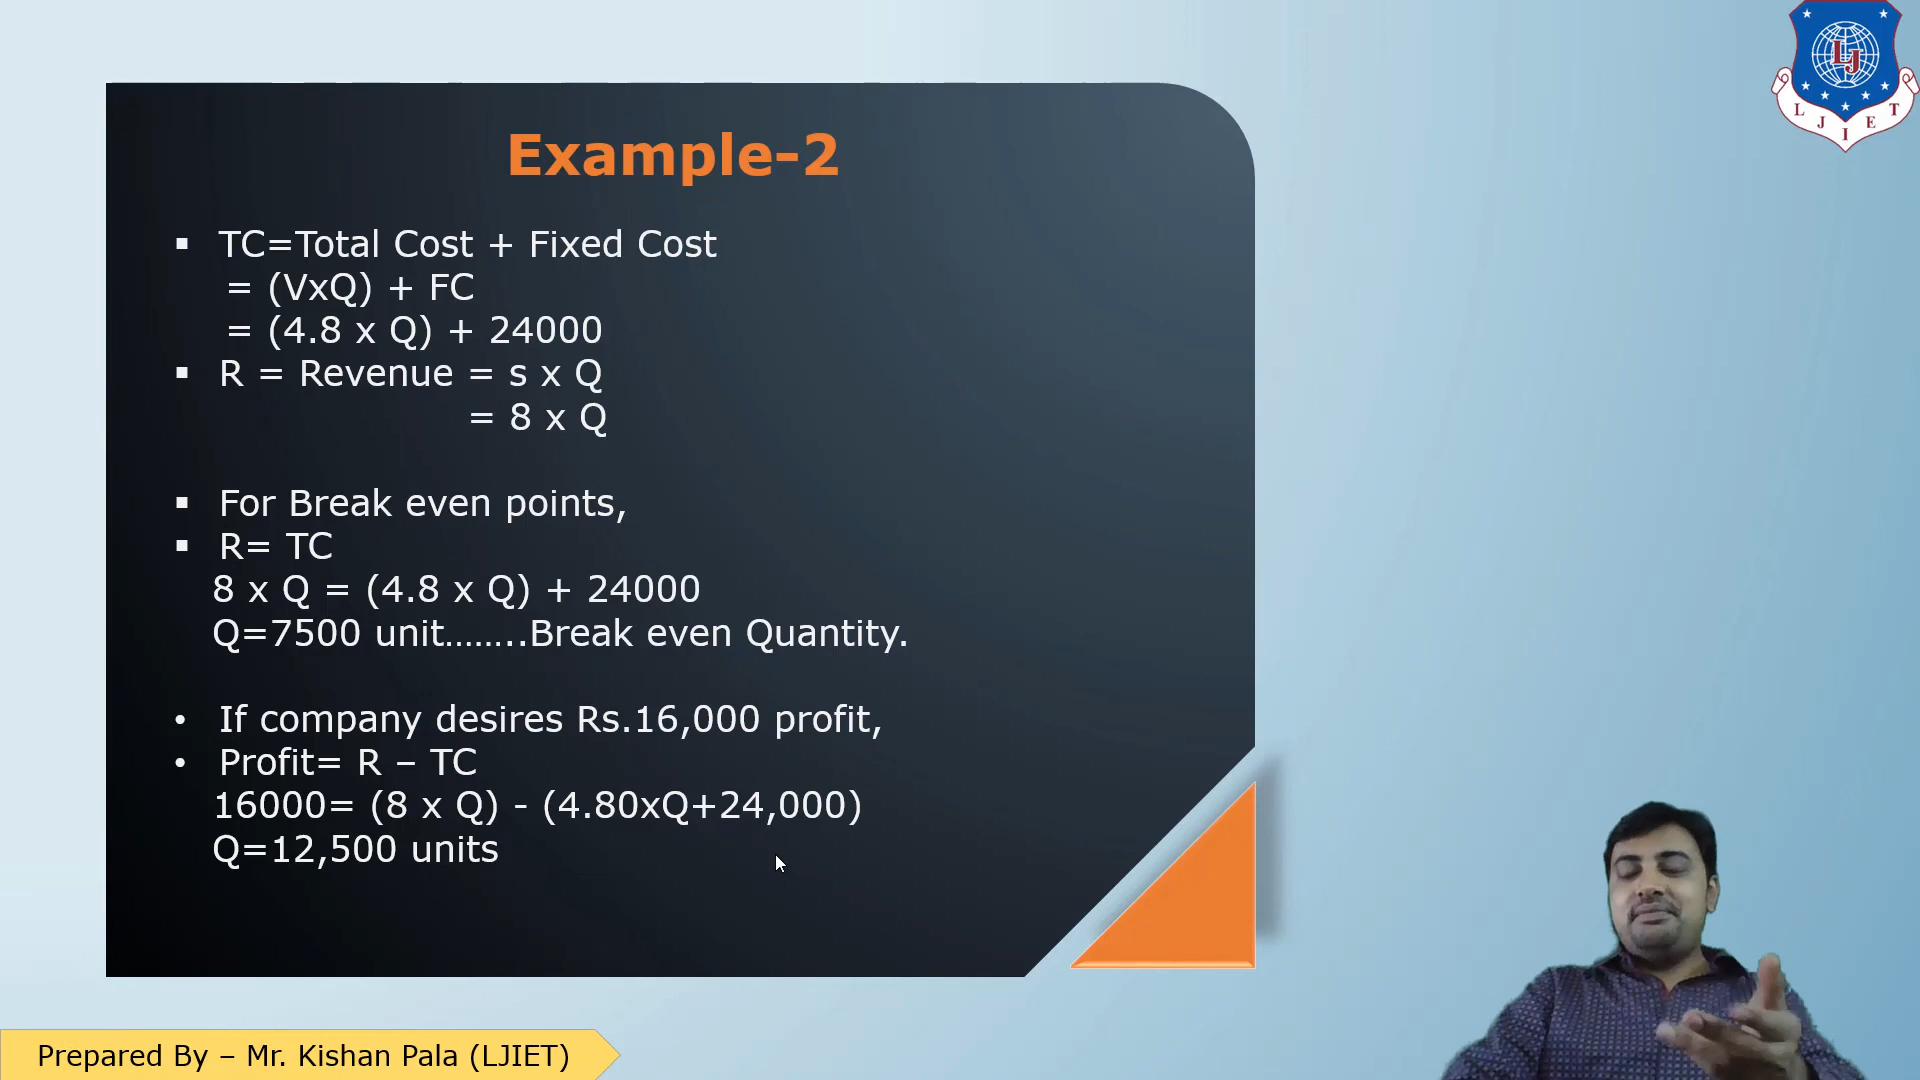 Example-2
▪ TC=Total Cost + Fixed Cost
= (VxQ) + FC
= (4.8 x Q) + 24000
▪ R = Revenue = s x Q
= 8 x Q
▪ For Break even points,
▪ R= TC
8 x Q = (4.8 x Q) + 24000
Q=7500 unit........Break even Quantity.
• If company desires Rs.16,000 profit,
• Profit= R – TC
16000= (8 x Q) - (4.80xQ+24,000)
Q=12,500 units
LJ
L J I E T
Prepared By – Mr. Kishan Pala (LJIET)